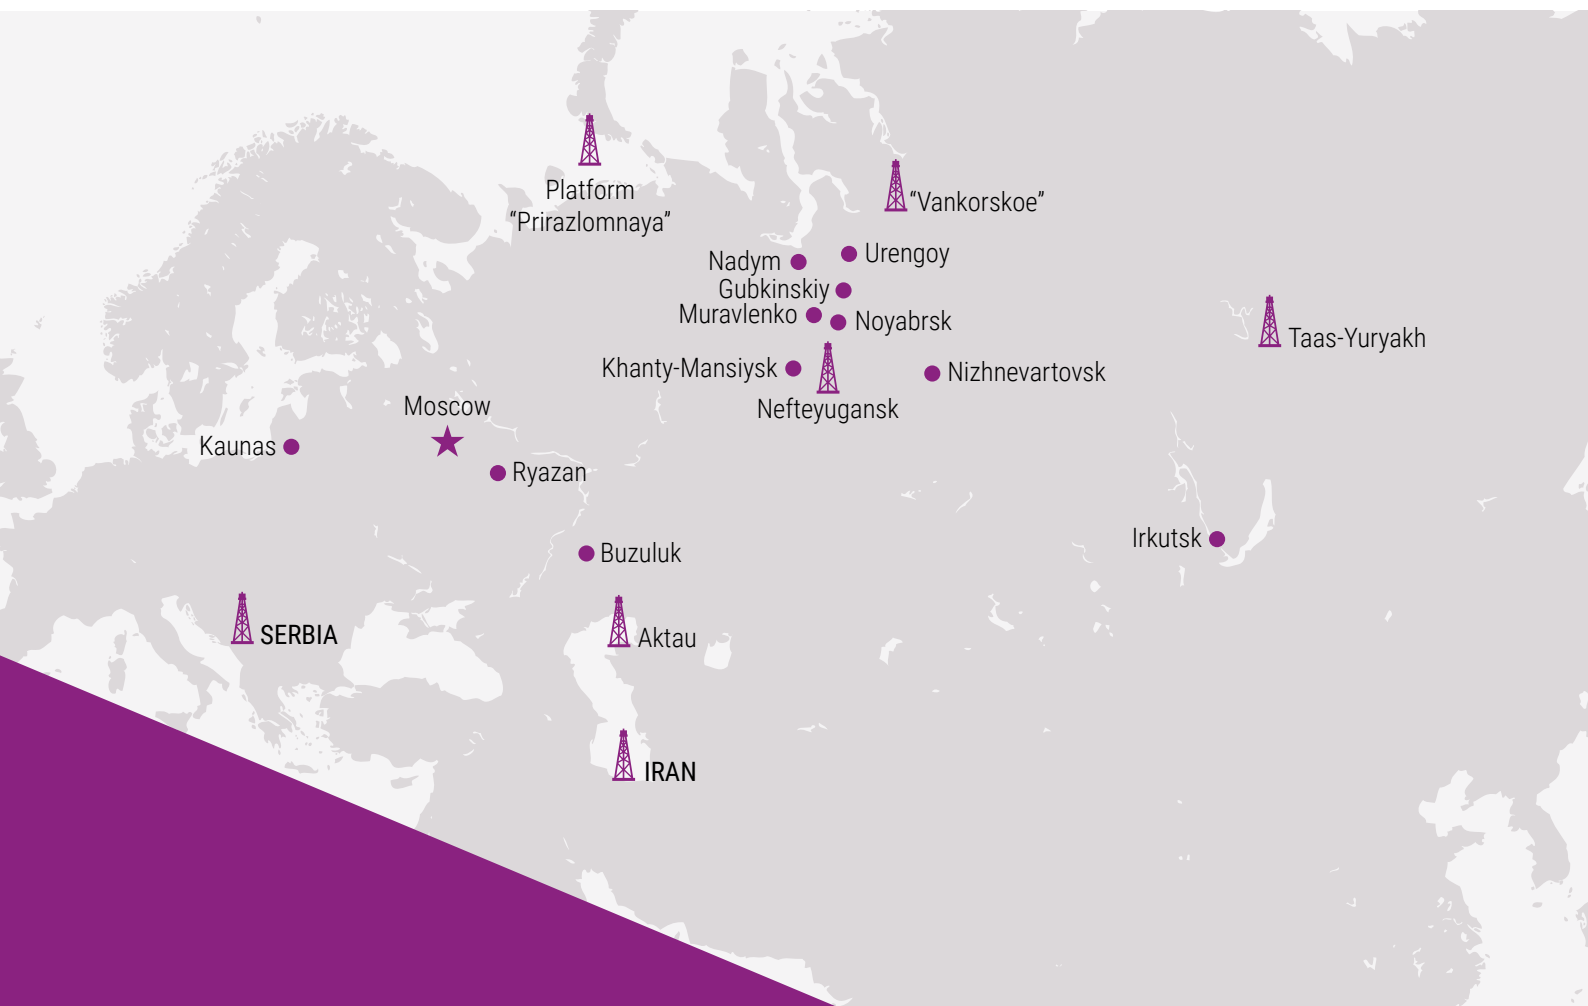 Platform
“Prirazlomnaya”
“Vankorskoe”
Nadym
Urengoy
Gubkinskiy
Muravlenko
Noyabrsk
Taas-Yuryakh
Khanty-Mansiysk
Nizhnevartovsk
Nefteyugansk
Moscow
Kaunas
Ryazan
Irkutsk
Buzuluk
SERBIA
Aktau
IRAN